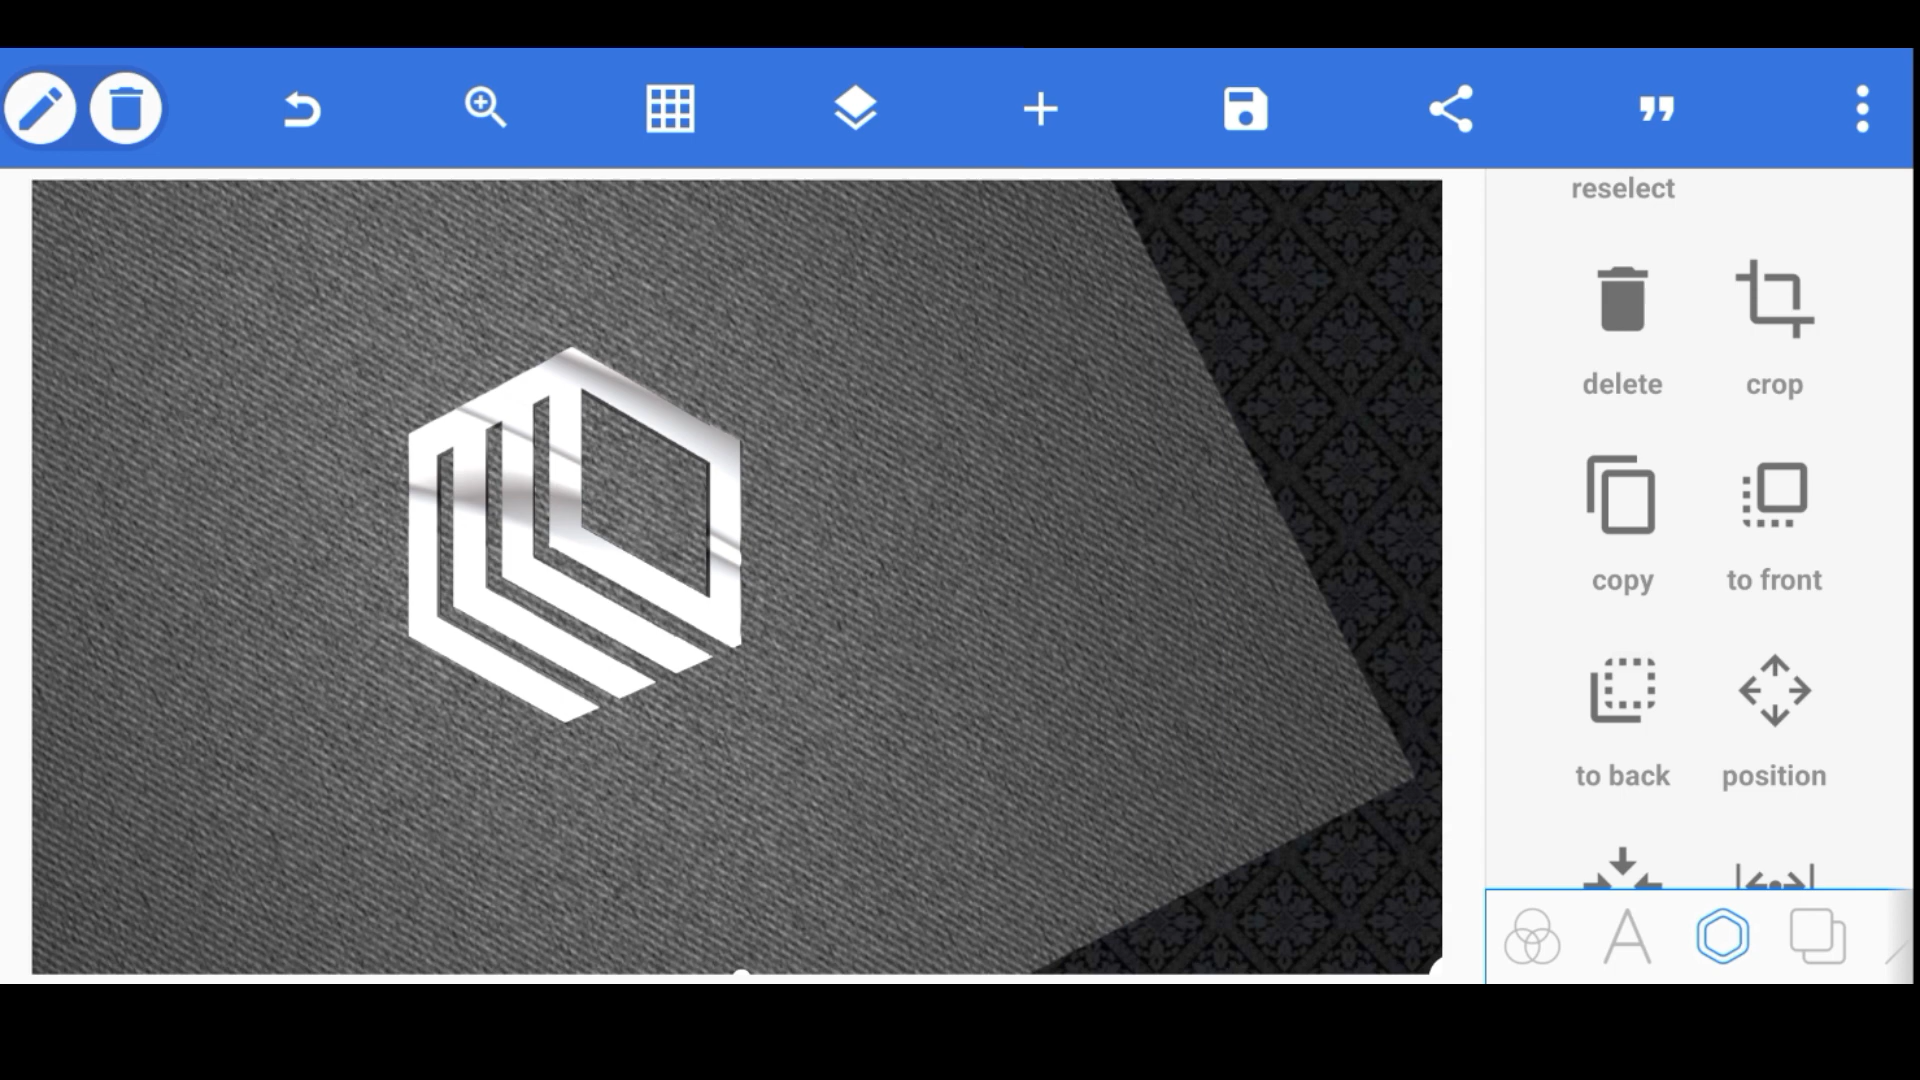 reselect
delete crop
copy to front
to back position